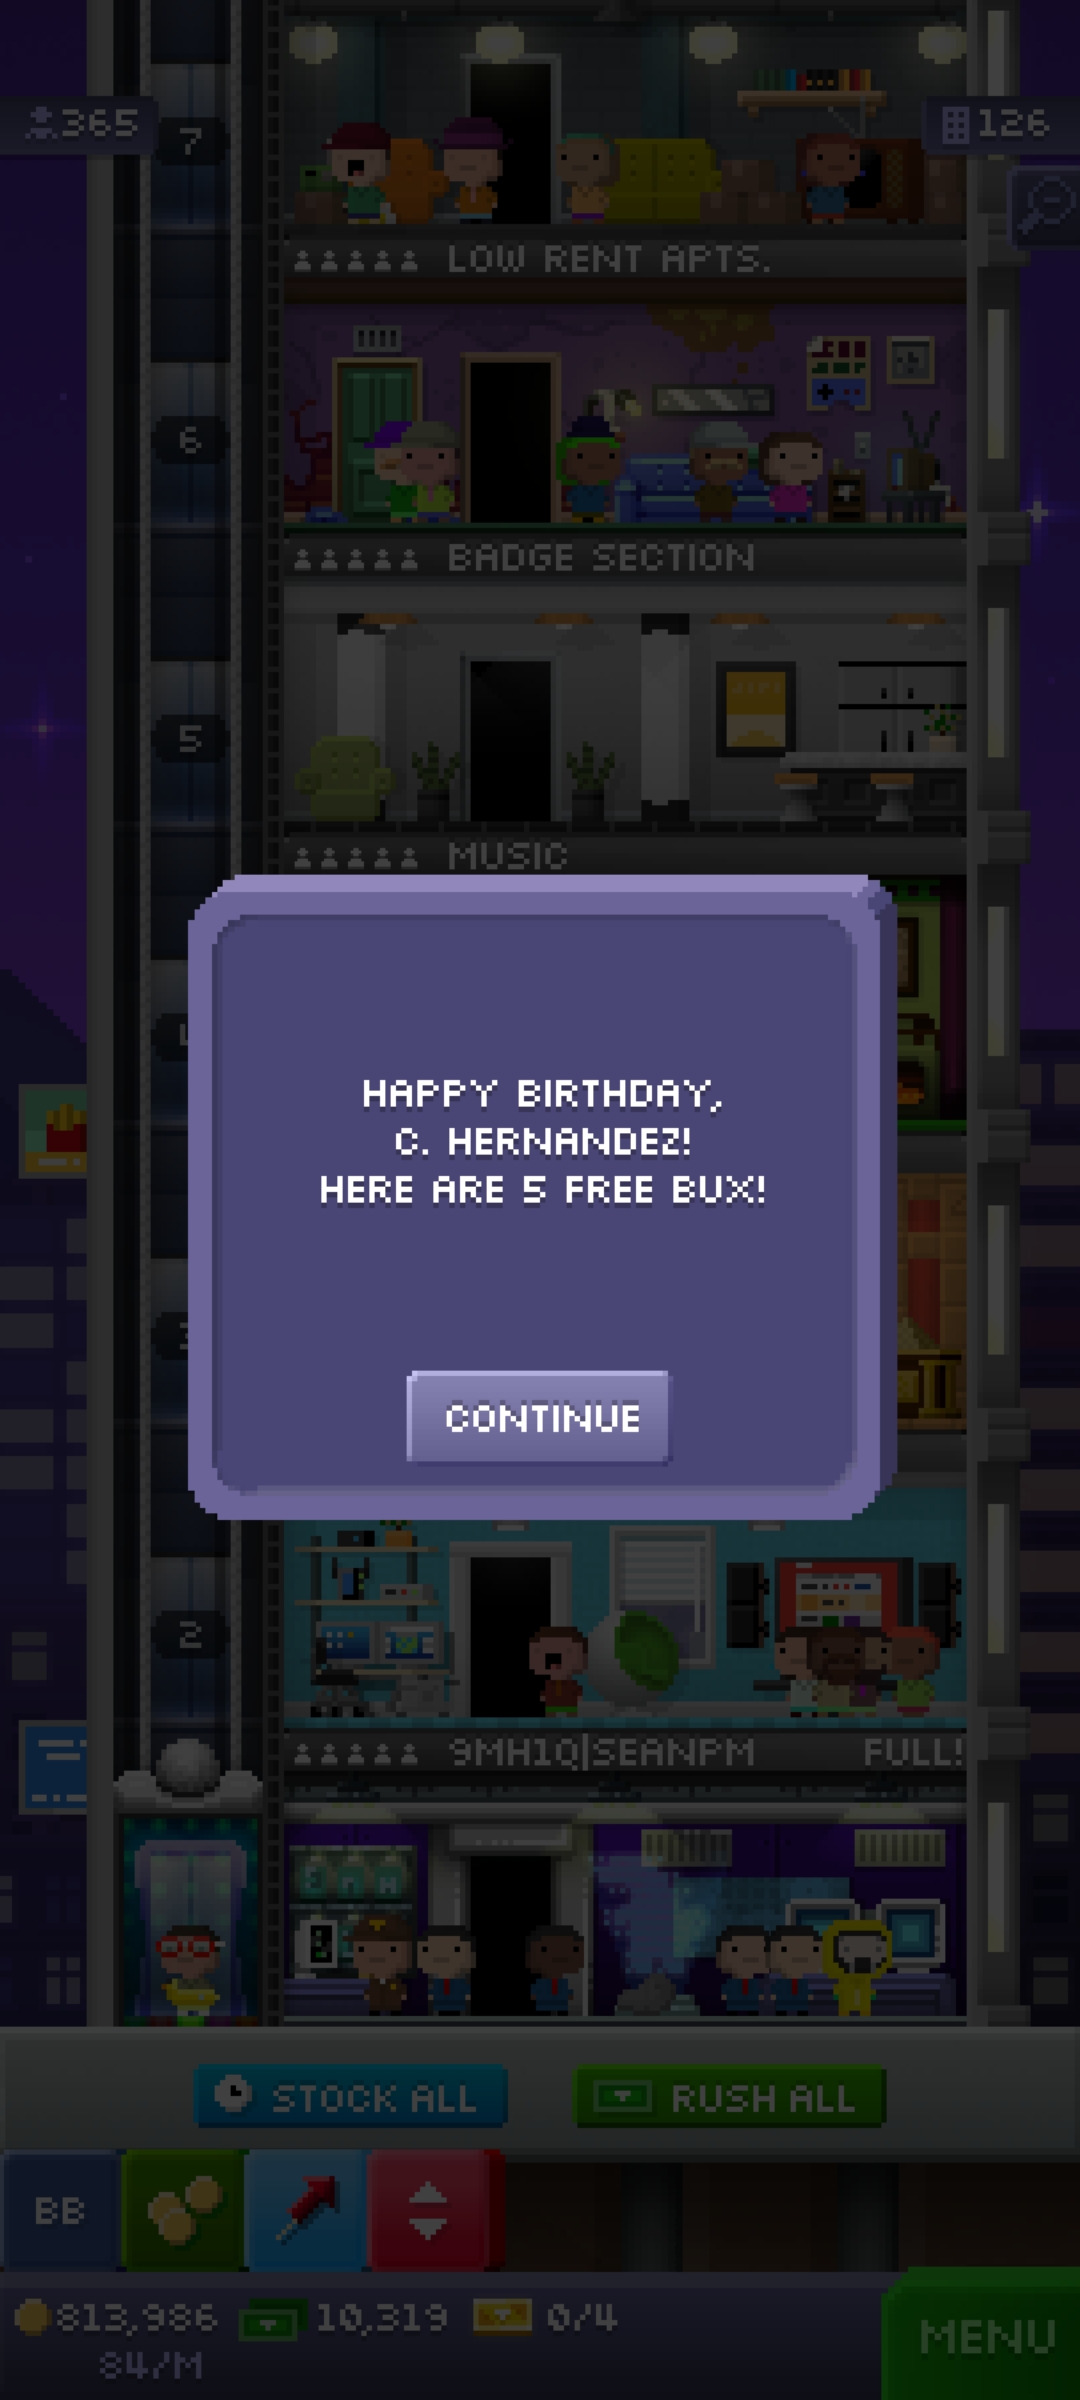 365
126
7
LOW RENT APTS.
6
BADGE SECTION
5
MUSIC
HAPPY BIRTHDAY,
C. HERNANDEZ!
HERE ARE 5 FREE BUX!
CONTINUE
2
9MH1Q|SEANPM FULL!
STOCK ALL
RUSH ALL
BB
813,986
10,319
0/4
84/M
MENU